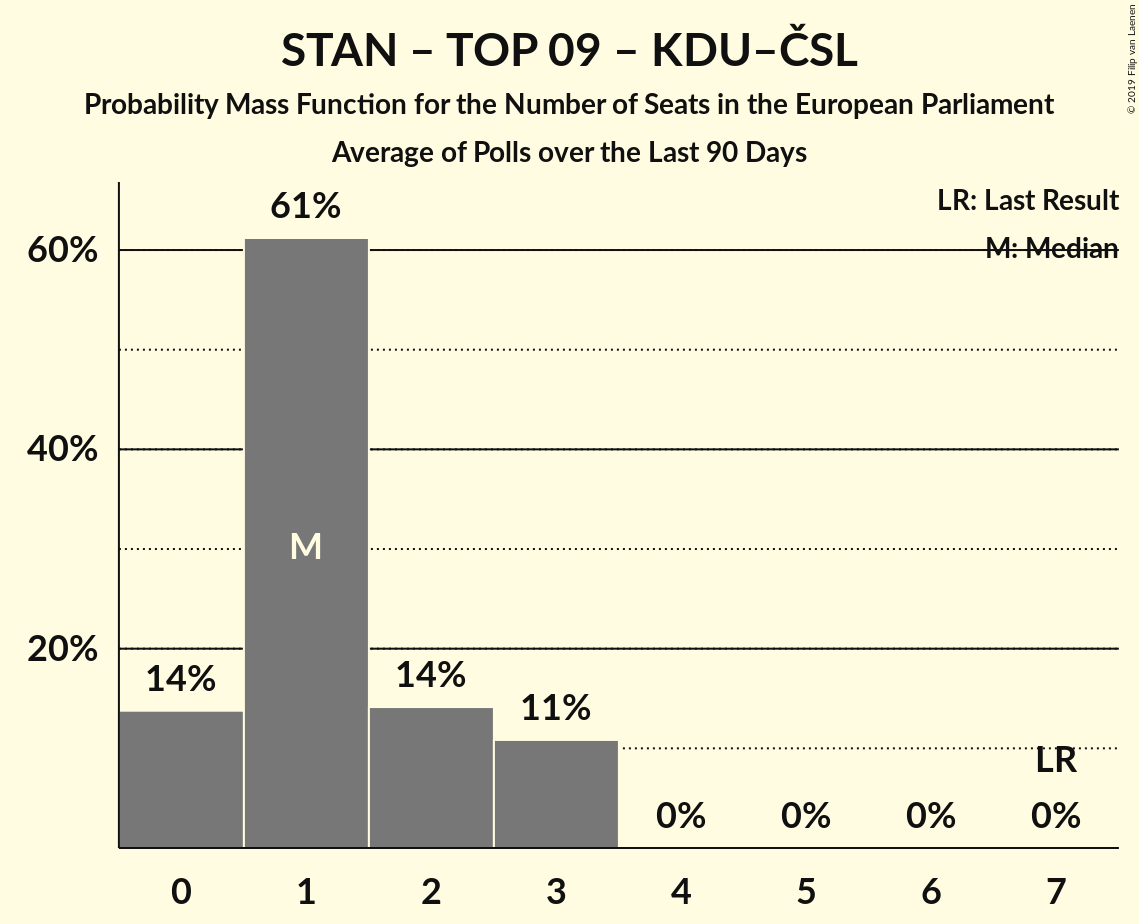 STAN – TOP 09 – KDU–ČSL
Probability Mass Function for the Number of Seats in the European Parliament
Average of Polls over the Last 90 Days
© 2019 Filip van Laenen
LR: Last Result
M: Median
60%
40%
20%
14%
61%
M
14%
11%
0%
0%
0%
LR
0%
0 1 2 3 4 5 6 7